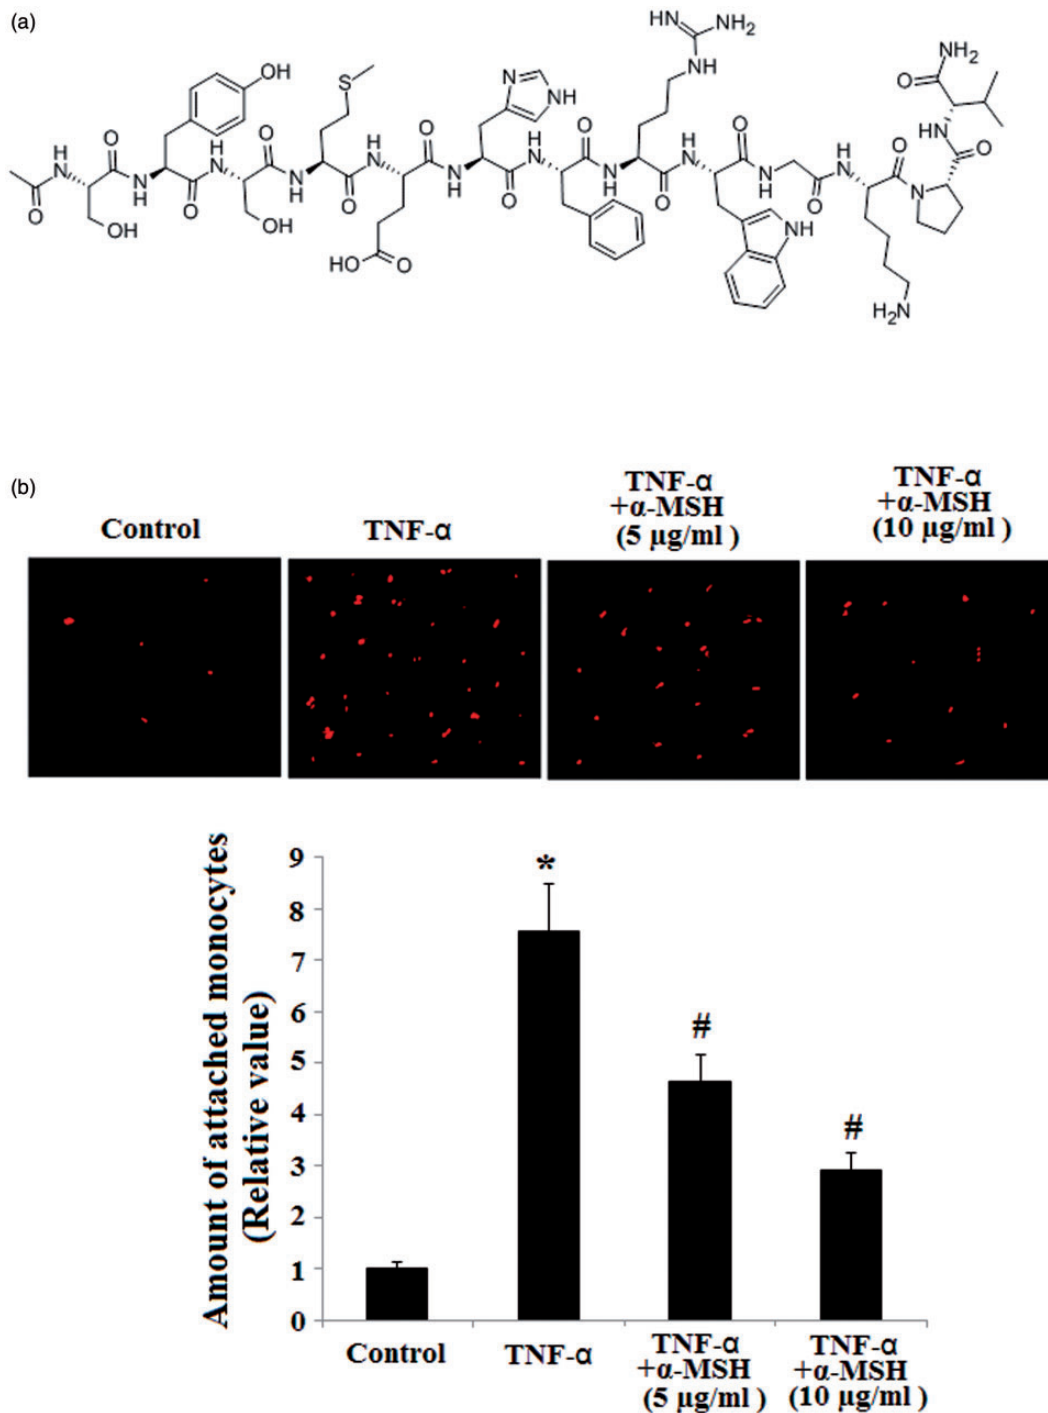 (a)
HN
NH2
NH
OH
S
N
NH
O
NH2
HN
O
H
N
O
H
N
O
H
N
O
H
N
O
H
N
O
H
N
O
N
H
O
N
H
O
N
H
O
N
H
O
N
H
O
N
O
OH
OH
HO
O
NH
H2N
(b)
Control
TNF-α
TNF-α
+α-MSH
(5 μg/ml )
TNF-α
+α-MSH
(10 μg/ml )
Amount of attached monocytes
(Relative value)
9
8
7
6
5
4
3
2
1
0
*
#
#
Control
TNF-α
TNF-α
+α-MSH
(5 μg/ml )
TNF-α
+α-MSH
(10 μg/ml )